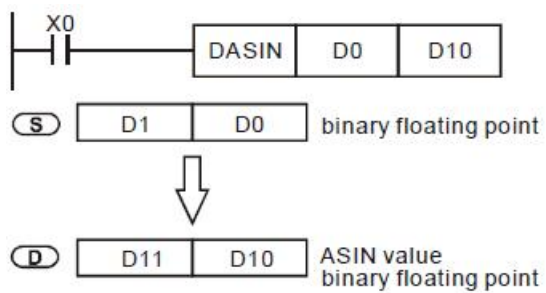 X0
DASIN D0 D10
S D1 D0 binary floating point
D D11 D10 ASIN value
binary floating point